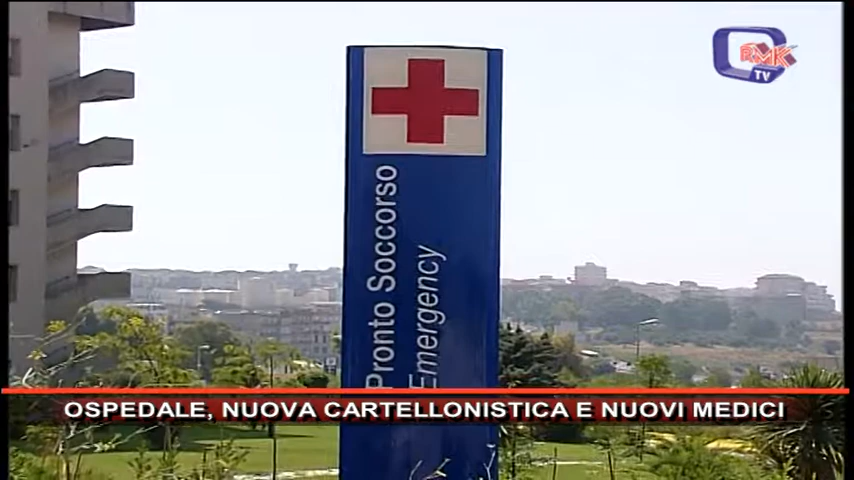 RMK
TV
Pronto Soccorso
Emergency
OSPEDALE, NUOVA CARTELLONISTICA E NUOVI MEDICI